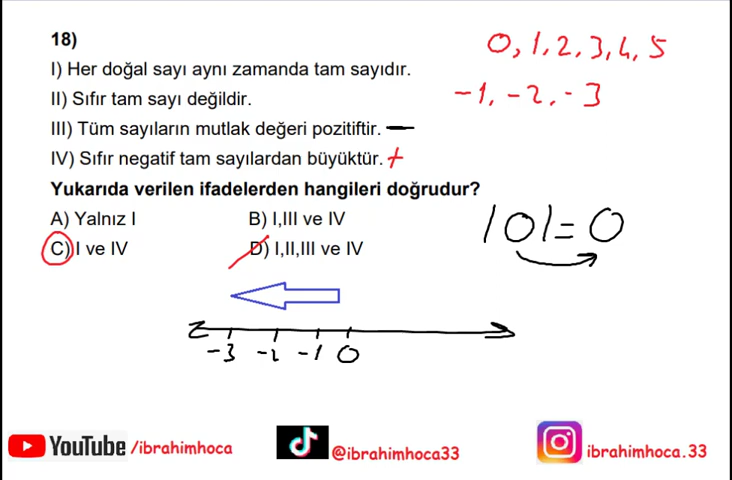 18)
0, 1, 2, 3, 4, 5
I) Her doğal sayı aynı zamanda tam sayıdır.
-1, -2, -3
II) Sıfır tam sayı değildir.
III) Tüm sayıların mutlak değeri pozitiftir. -
IV) Sıfır negatif tam sayılardan büyüktür. +
Yukarıda verilen ifadelerden hangileri doğrudur?
A) Yalnız I B) I,III ve IV
|0|=0
C) I ve IV D) I,II,III ve IV
-3 -2 -1 0
YouTube /ibrahimhoca
@ibrahimhoca33
ibrahimhoca.33